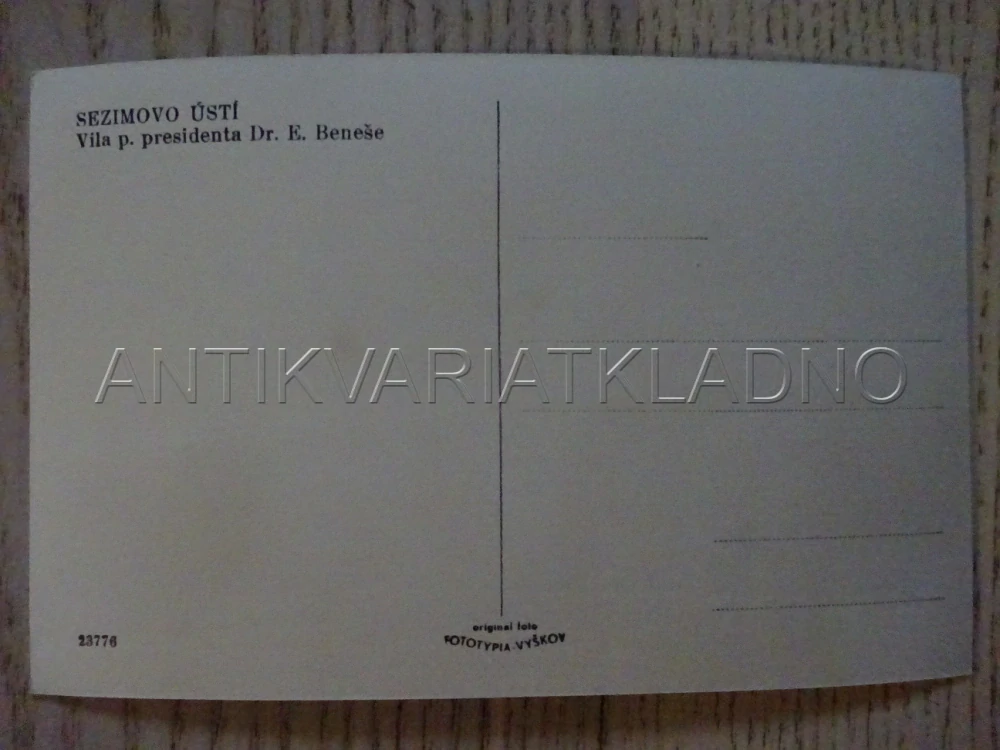 SEZIMOVO ÚSTÍ
Vila p. presidenta Dr. E. Beneše
ANTIKVARIATKLADNO
23776
original foto
FOTOTYPIA-VYŠKOV